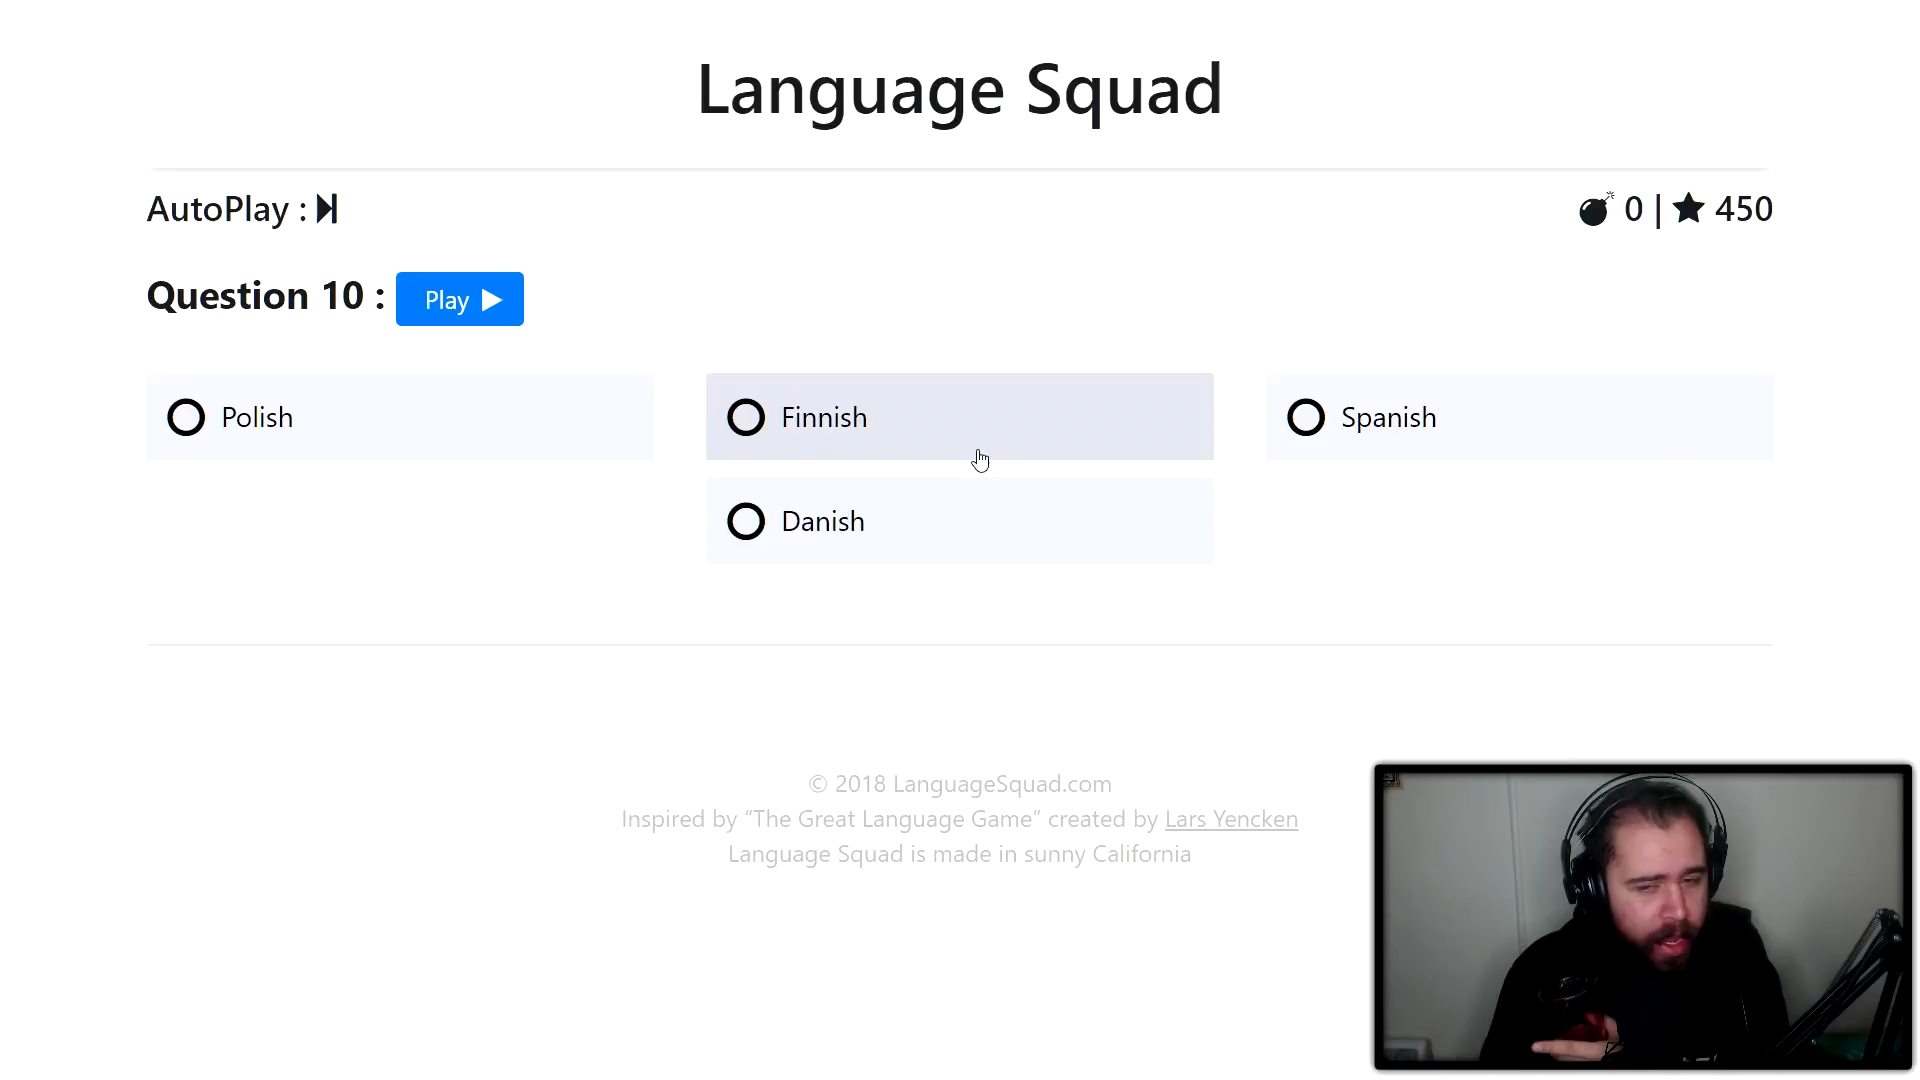 Language Squad
AutoPlay :
0 | 450
Question 10 :
Play
Polish
Finnish
Spanish
Danish
© 2018 LanguageSquad.com
Inspired by “The Great Language Game” created by Lars Yencken
Language Squad is made in sunny California